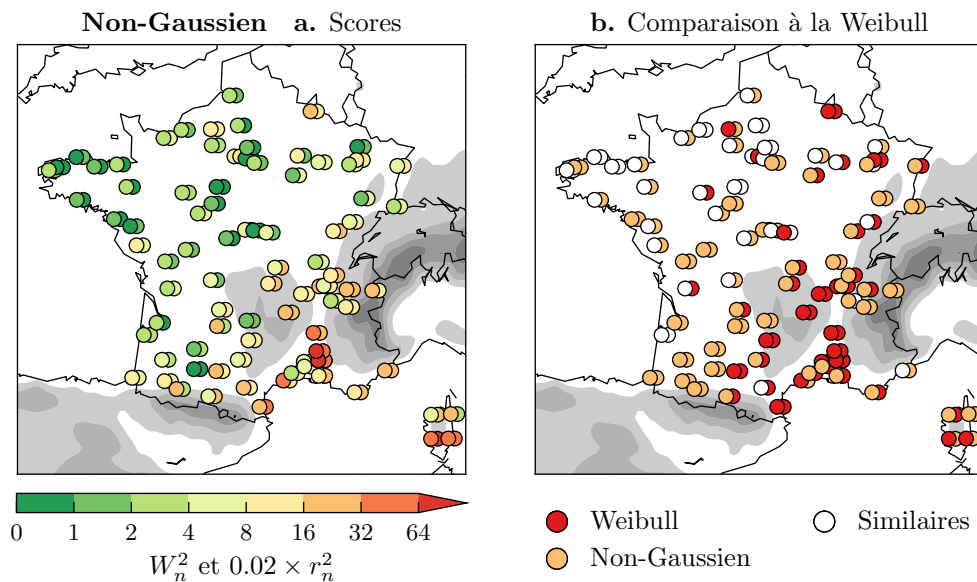 Non-Gaussien a. Scores
b. Comparaison à la Weibull
0 1 2 4 8 16 32 64
W_n^2 et 0.02 × r_n^2
Weibull
Similaires
Non-Gaussien